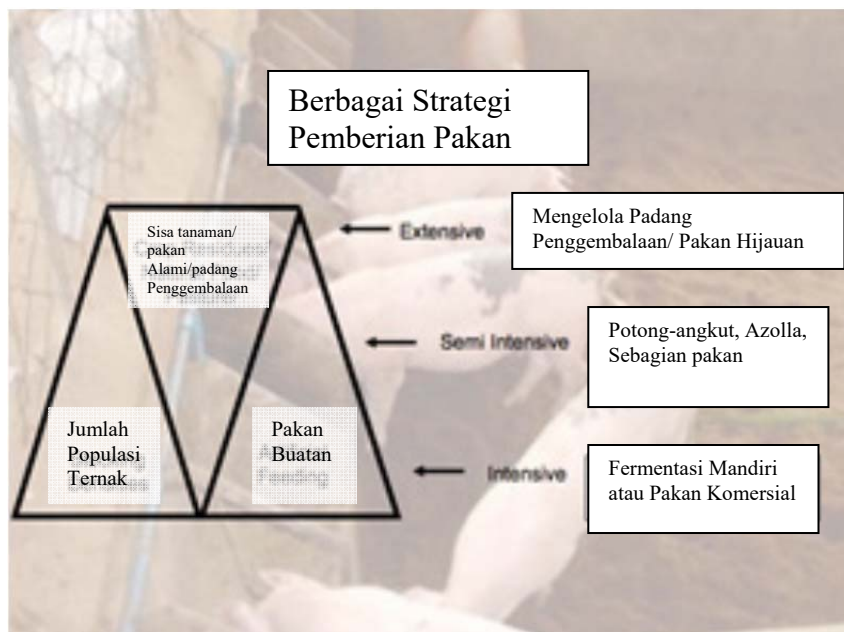 Berbagai Strategi
Pemberian Pakan
Sisa tanaman/
pakan
Alami/padang
Penggembalaan
Extensive
Mengelola Padang
Penggembalaan/ Pakan Hijauan
Semi Intensive
Potong-angkut, Azolla,
Sebagian pakan
Jumlah
Populasi
Ternak
Pakan
Buatan
Feeding
Intensive
Fermentasi Mandiri
atau Pakan Komersial